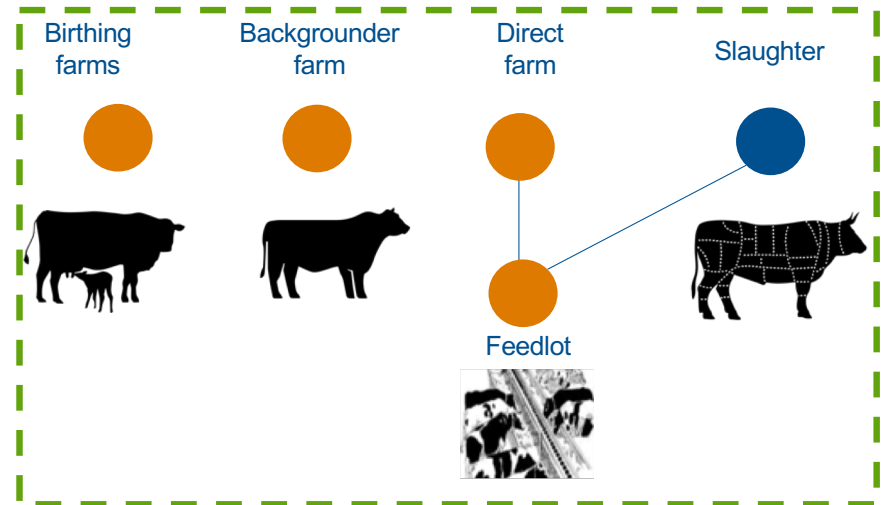 Birthing
farms
Backgrounder
farm
Direct
farm
Slaughter
Feedlot